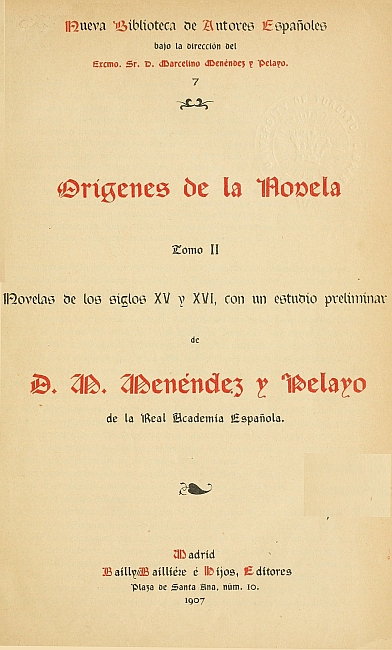 Nueva Biblioteca de Autores Españoles
bajo la dirección del
Excmo. Sr. D. Marcelino Menéndez y Pelayo.
7
Orígenes de la Novela
Tomo II
Novelas de los siglos XV y XVI, con un estudio preliminar
de
D. M. Menéndez y Pelayo
de la Real Academia Española.
Madrid
Bailly-Bailliére é Hijos, Editores
Plaza de Santa Ana, núm. 10.
1907